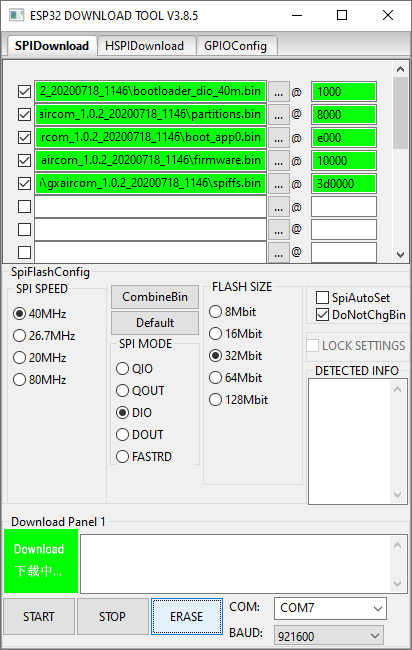 ESP32 DOWNLOAD TOOL V3.8.5
SPIDownload HSPIDownload GPIOConfig
2_20200718_1146\bootloader_dio_40m.bin ... @ 1000
aircom_1.0.2_20200718_1146\partitions.bin ... @ 8000
rcom_1.0.2_20200718_1146\boot_app0.bin ... @ e000
aircom_1.0.2_20200718_1146\firmware.bin ... @ 10000
\gxaircom_1.0.2_20200718_1146\spiffs.bin ... @ 3d0000
... @
... @
... @
SpiFlashConfig
SPI SPEED
40MHz
26.7MHz
20MHz
80MHz
CombineBin
Default
SPI MODE
QIO
QOUT
DIO
DOUT
FASTRD
FLASH SIZE
8Mbit
16Mbit
32Mbit
64Mbit
128Mbit
SpiAutoSet
DoNotChgBin
LOCK SETTINGS
DETECTED INFO
Download Panel 1
Download
下载中...
START STOP ERASE
COM: COM7
BAUD: 921600